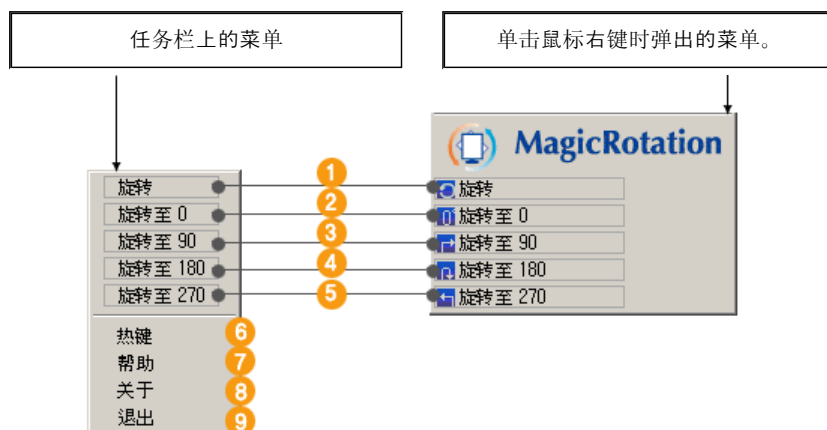 任务栏上的菜单
单击鼠标右键时弹出的菜单。
MagicRotation
旋转
1
旋转
旋转至 0
2
旋转至 0
旋转至 90
3
旋转至 90
旋转至 180
4
旋转至 180
旋转至 270
5
旋转至 270
热键
6
帮助
7
关于
8
退出
9